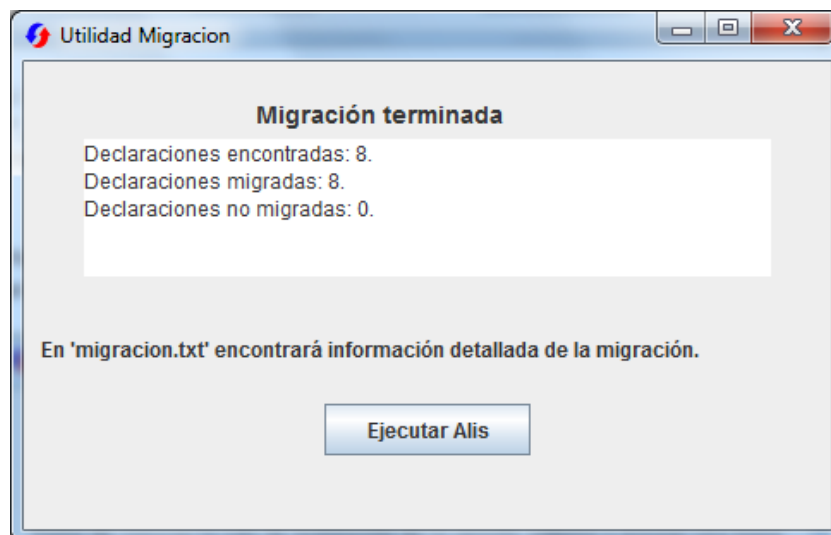 Utilidad Migracion
Migración terminada
Declaraciones encontradas: 8.
Declaraciones migradas: 8.
Declaraciones no migradas: 0.
En 'migracion.txt' encontrará información detallada de la migración.
Ejecutar Alis